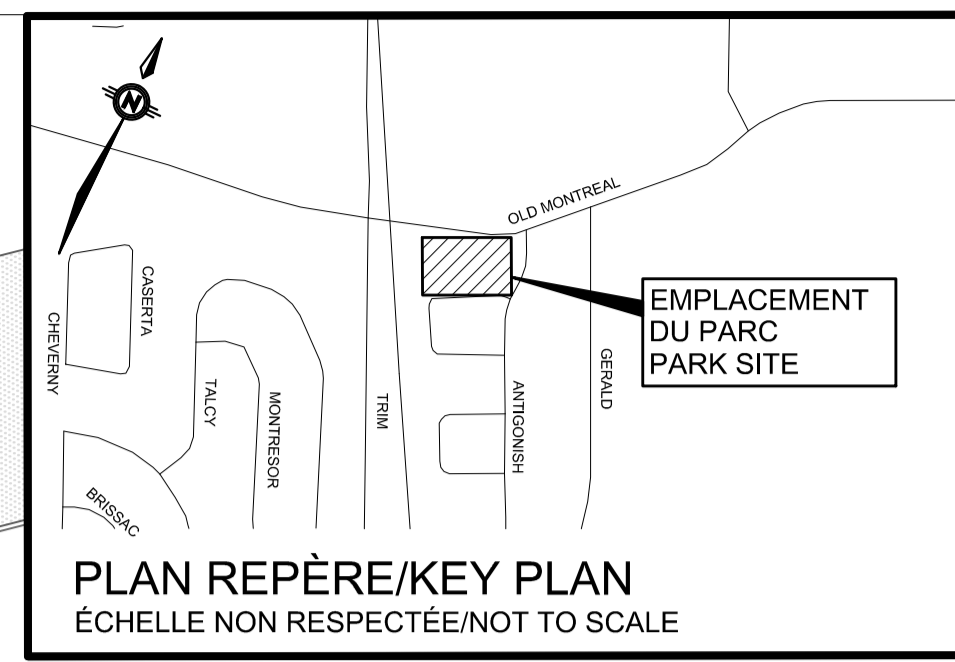 N
OLD MONTREAL
EMPLACEMENT
DU PARC
PARK SITE
CASERTA
CHEVERNY
TALCY
MONTRESOR
TRIM
ANTIGONISH
GERALD
BRISSAC
PLAN REPÈRE/KEY PLAN
ÉCHELLE NON RESPECTÉE/NOT TO SCALE